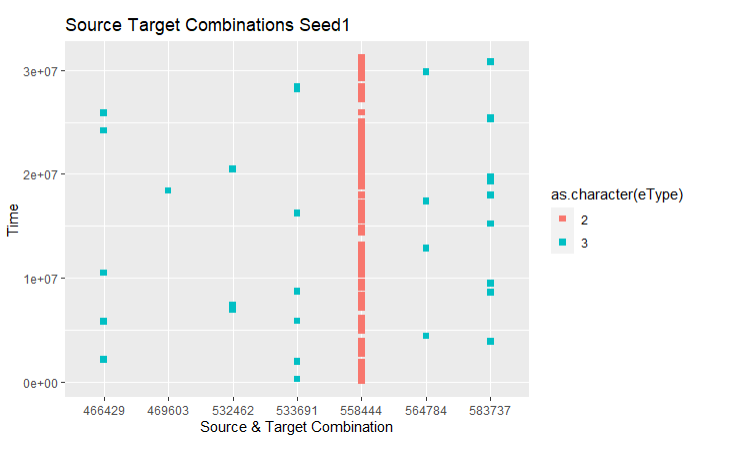 Source Target Combinations Seed1
3e+07
2e+07
1e+07
0e+00
Time
466429 469603 532462 533691 558444 564784 583737
Source & Target Combination
as.character(eType)
2
3